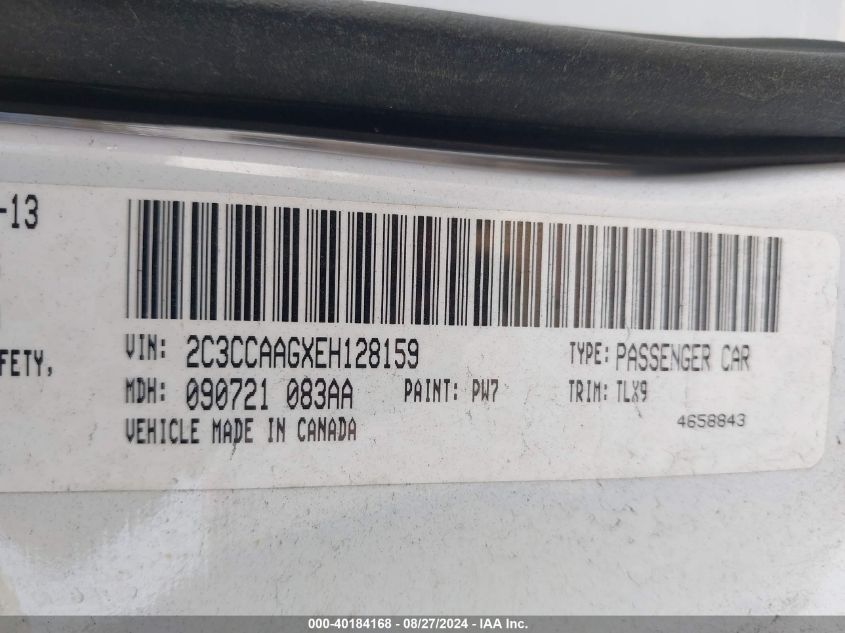 -13
VIN: 2C3CCAAGXEH128159 TYPE: PASSENGER CAR
FETY,
MDH: 090721 083AA PAINT: PW7 TRIM: TLX9
VEHICLE MADE IN CANADA 4658843
000-40184168 - 08/27/2024 - IAA Inc.